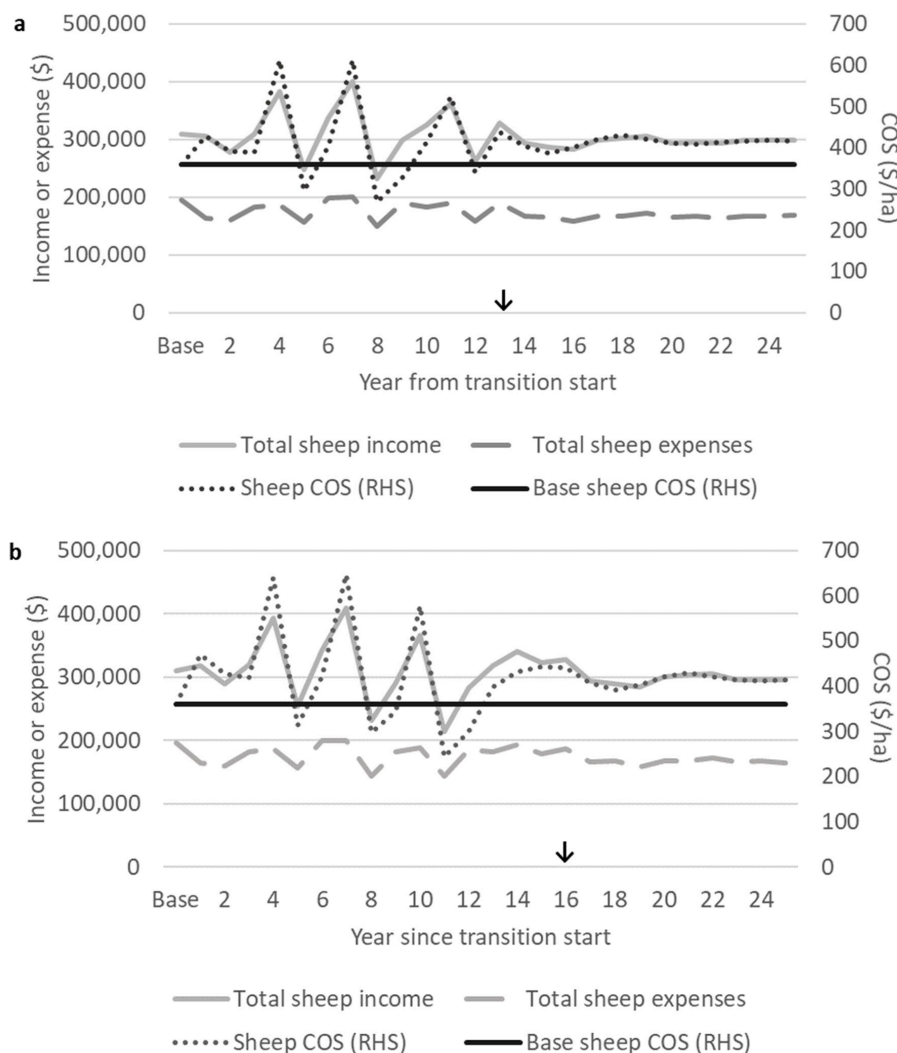 a
500,000
400,000
300,000
200,000
100,000
0
Income or expense ($)
700
600
500
400
300
200
100
0
COS ($/ha)
Base 2 4 6 8 10 12 14 16 18 20 22 24
Year from transition start
Total sheep income Total sheep expenses
Sheep COS (RHS) Base sheep COS (RHS)
b
500,000
400,000
300,000
200,000
100,000
0
Income or expense ($)
700
600
500
400
300
200
100
0
COS ($/ha)
Base 2 4 6 8 10 12 14 16 18 20 22 24
Year since transition start
Total sheep income Total sheep expenses
Sheep COS (RHS) Base sheep COS (RHS)